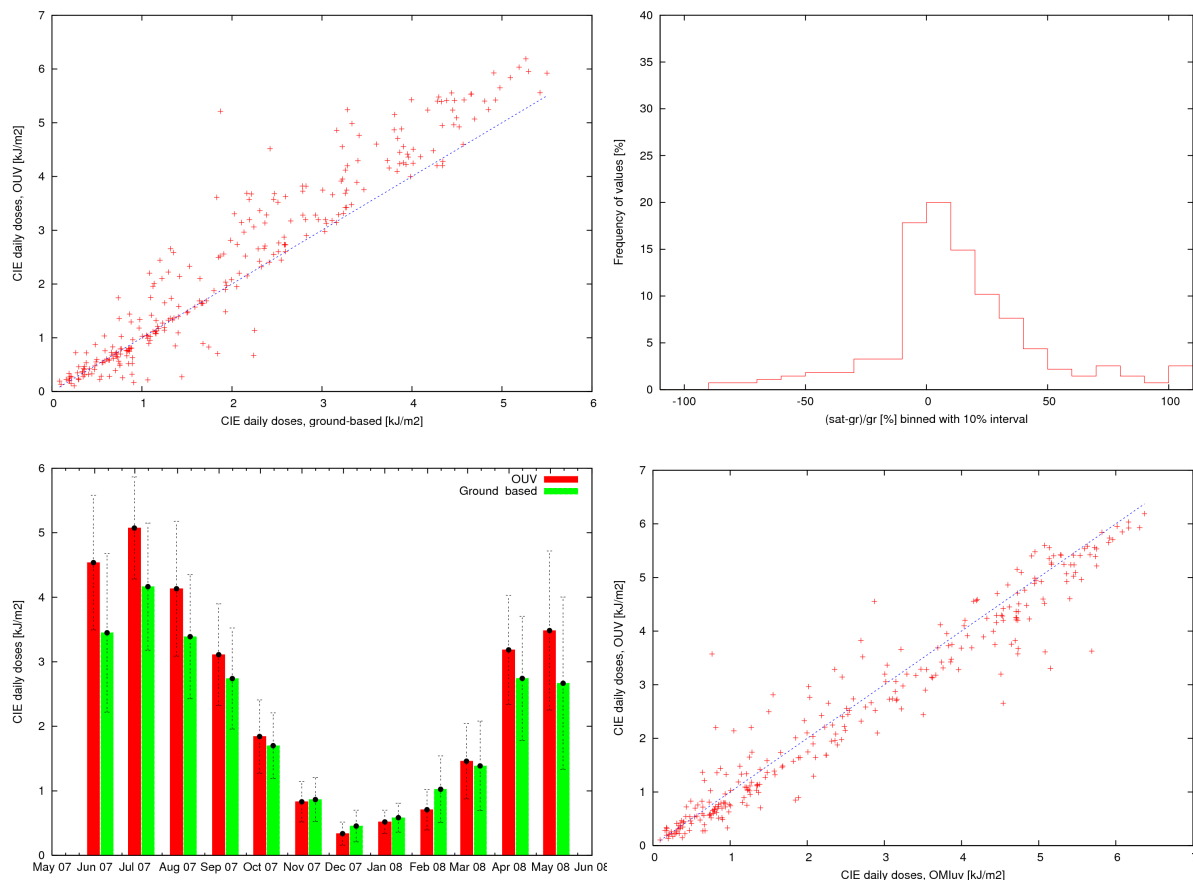 7
6
5
4
3
2
1
0
0 1 2 3 4 5 6
CIE daily doses, OUV [kJ/m2]
CIE daily doses, ground-based [kJ/m2]
40
35
30
25
20
15
10
5
0
-100 -50 0 50 100
Frequency of values [%]
(sat-gr)/gr [%] binned with 10% interval
6
5
4
3
2
1
0
OUV
Ground based
CIE daily doses [kJ/m2]
May 07 Jun 07 Jul 07 Aug 07 Sep 07 Oct 07 Nov 07 Dec 07 Jan 08 Feb 08 Mar 08 Apr 08 May 08 Jun 08
7
6
5
4
3
2
1
0
0 1 2 3 4 5 6
CIE daily doses, OUV [kJ/m2]
CIE daily doses, OMIuv [kJ/m2]